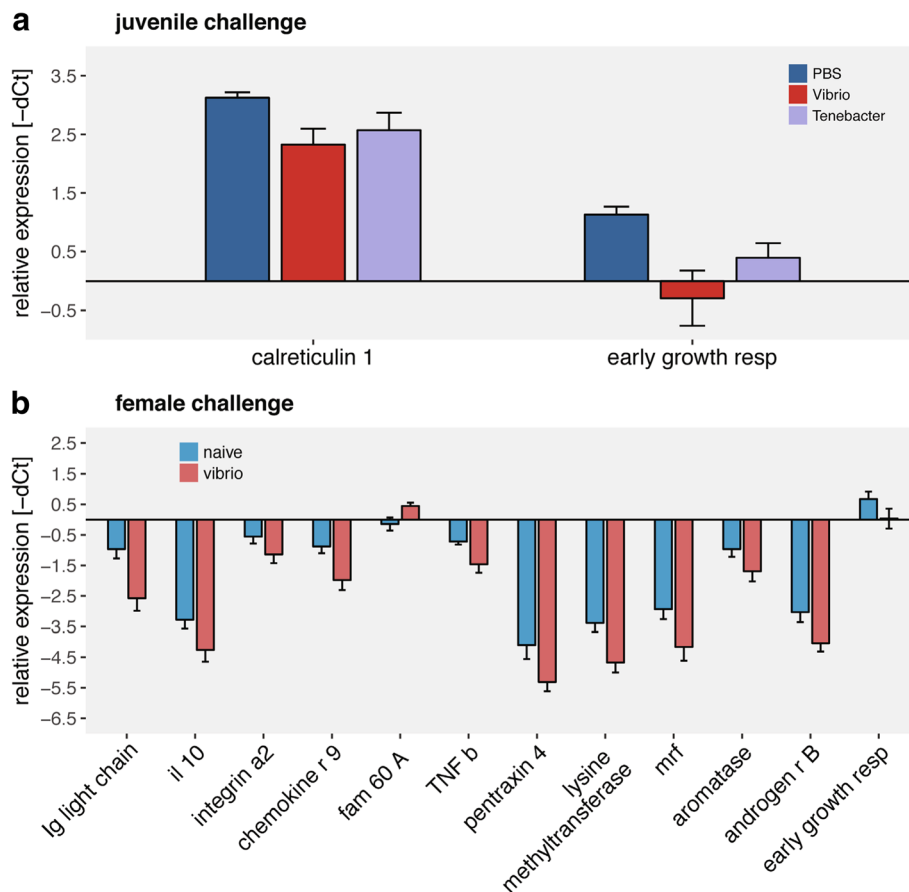 a
juvenile challenge
relative expression [−dCt]
3.5
2.5
1.5
0.5
−0.5
PBS
Vibrio
Tenebacter
calreticulin 1
early growth resp
b
female challenge
relative expression [−dCt]
2.5
1.5
0.5
−0.5
−1.5
−2.5
−3.5
−4.5
−5.5
−6.5
naive
vibrio
Ig light chain
il 10
integrin a2
chemokine r 9
fam 60 A
TNF b
pentraxin 4
lysine
methyltransferase
mrf
aromatase
androgen r B
early growth resp